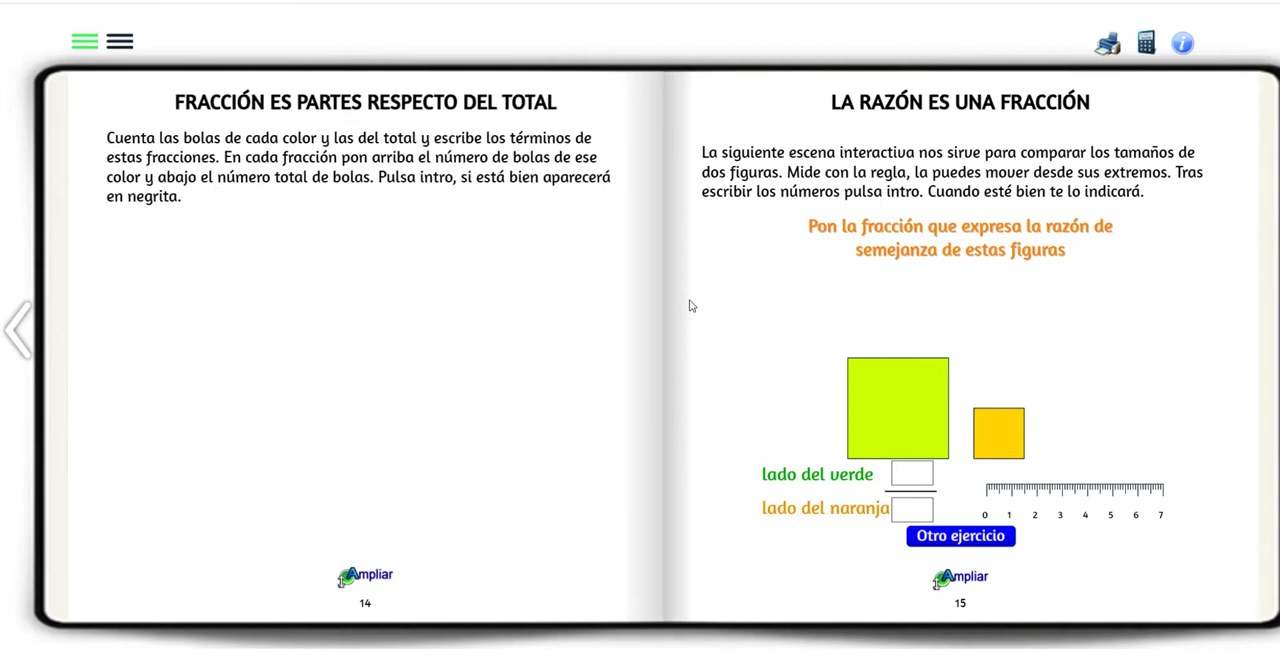 FRACCIÓN ES PARTES RESPECTO DEL TOTAL
Cuenta las bolas de cada color y las del total y escribe los términos de
estas fracciones. En cada fracción pon arriba el número de bolas de ese
color y abajo el número total de bolas. Pulsa intro, si está bien aparecerá
en negrita.
Ampliar
14
LA RAZÓN ES UNA FRACCIÓN
La siguiente escena interactiva nos sirve para comparar los tamaños de
dos figuras. Mide con la regla, la puedes mover desde sus extremos. Tras
escribir los números pulsa intro. Cuando esté bien te lo indicará.
Pon la fracción que expresa la razón de
semejanza de estas figuras
lado del verde
lado del naranja
0 1 2 3 4 5 6 7
Otro ejercicio
Ampliar
15